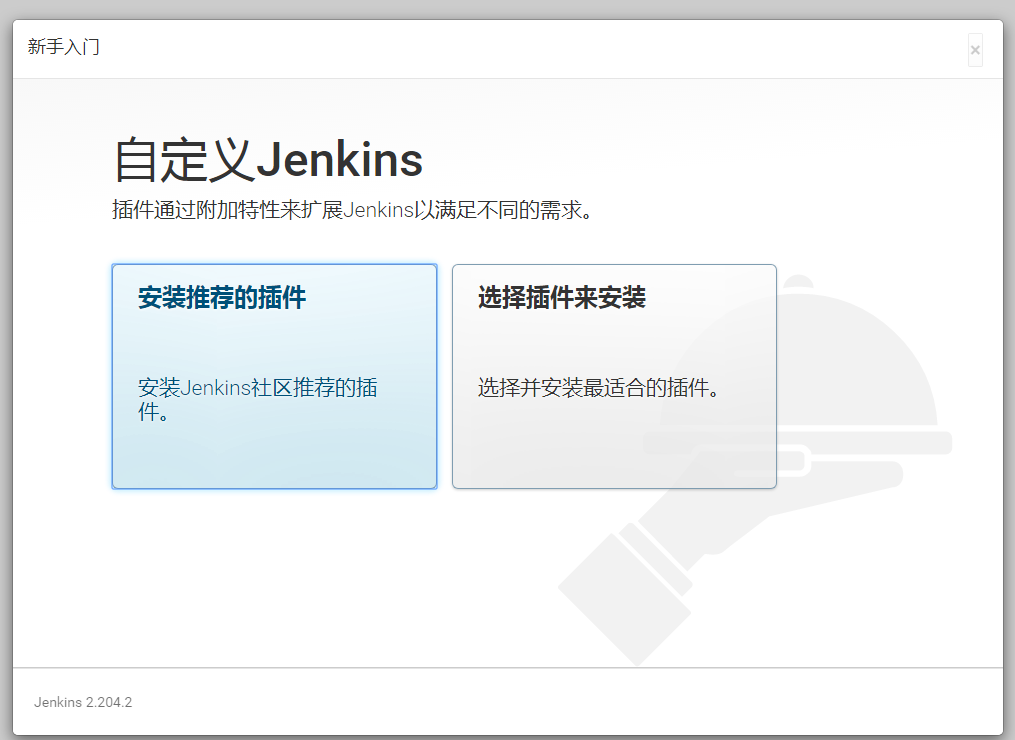 新手入门
×
自定义Jenkins
插件通过附加特性来扩展Jenkins以满足不同的需求。
安装推荐的插件
安装Jenkins社区推荐的插
件。
选择插件来安装
选择并安装最适合的插件。
Jenkins 2.204.2